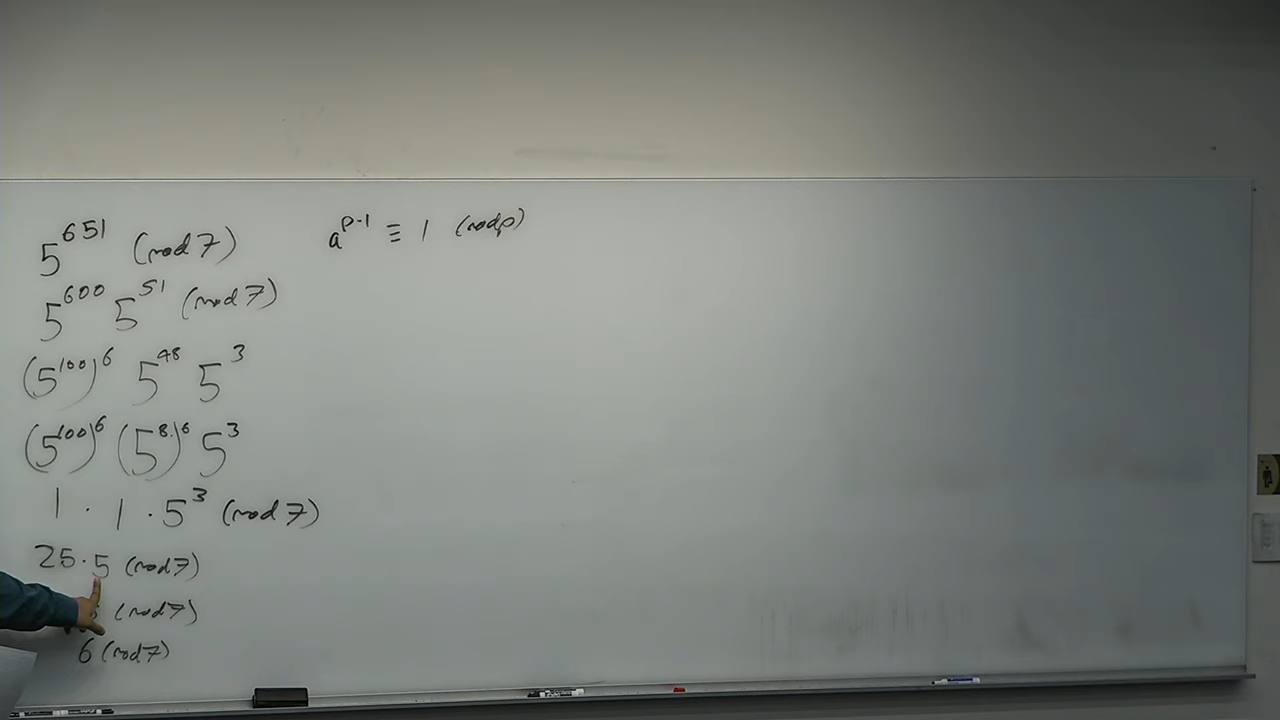 5^651 (mod 7)
a^p-1 ≡ 1 (mod p)
5^600 5^51 (mod 7)
(5^100)^6 5^48 5^3
(5^100)^6 (5^8)^6 5^3
1 · 1 · 5^3 (mod 7)
25 · 5 (mod 7)
(mod 7)
6 (mod 7)